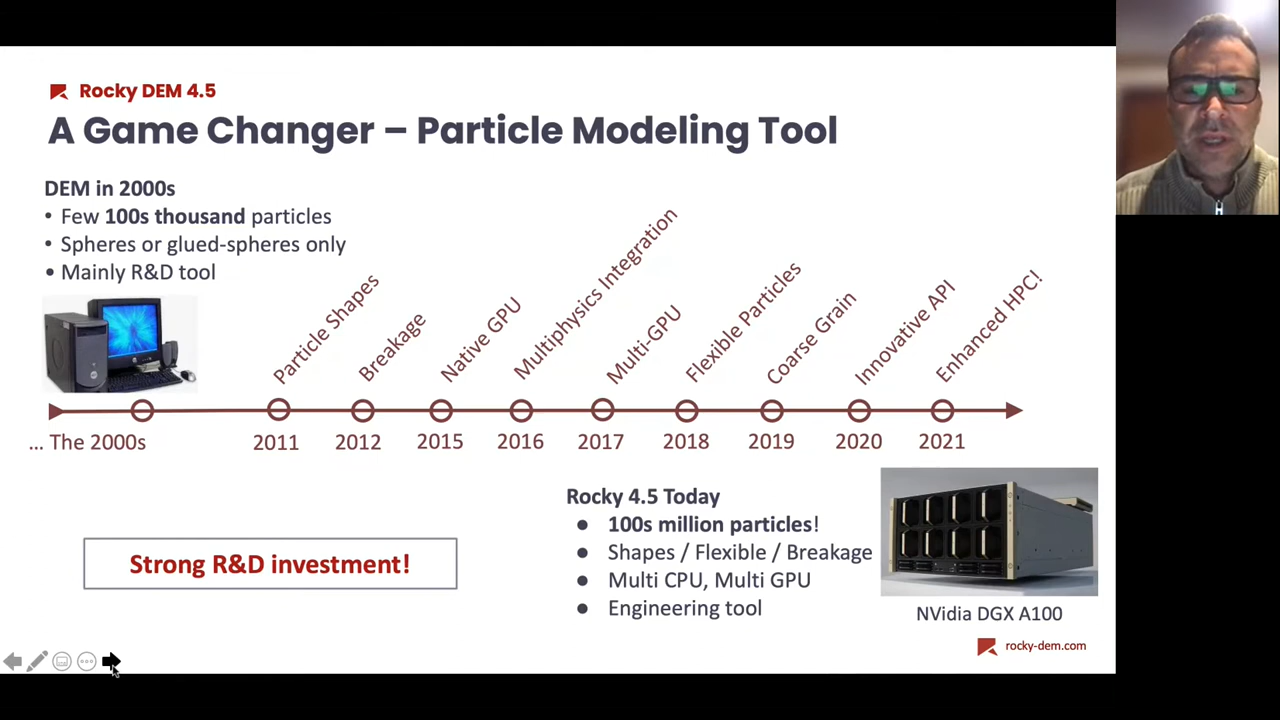 Rocky DEM 4.5
A Game Changer – Particle Modeling Tool
DEM in 2000s
• Few 100s thousand particles
• Spheres or glued-spheres only
• Mainly R&D tool
Particle Shapes
Breakage
Native GPU
Multiphysics Integration
Multi-GPU
Flexible Particles
Coarse Grain
Innovative API
Enhanced HPC!
... The 2000s
2011
2012
2015
2016
2017
2018
2019
2020
2021
Strong R&D investment!
Rocky 4.5 Today
● 100s million particles!
● Shapes / Flexible / Breakage
● Multi CPU, Multi GPU
● Engineering tool
NVidia DGX A100
rocky-dem.com